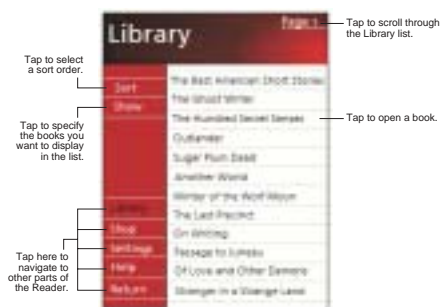 Library
Page 1
Tap to scroll through
the Library list.
Tap to select
a sort order.
Sort
Show
Tap to specify
the books you
want to display
in the list.
The Best American Short Stories
The Ghost Writer
The Hundred Secret Senses
Tap to open a book.
Outlander
Sugar Plum Dead
Another World
Winter of the Wolf Moon
The Last Precinct
On Writing
Passage to Juneau
Of Love and Other Demons
Stranger in a Strange Land
Library
Shop
Settings
Help
Return
Tap here to
navigate to
other parts of
the Reader.